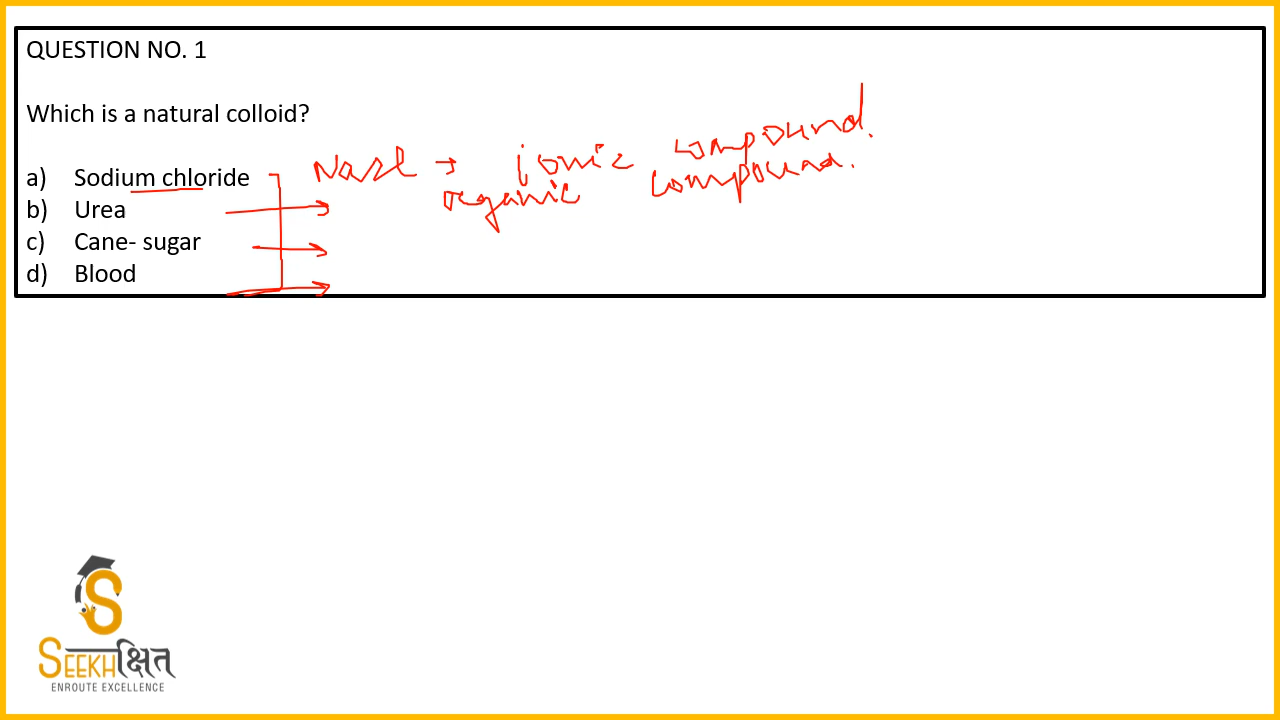 QUESTION NO. 1
Which is a natural colloid?
a) Sodium chloride
NaCl → ionic compound.
b) Urea
organic compound.
c) Cane- sugar
d) Blood
SEEKHक्षित
ENROUTE EXCELLENCE